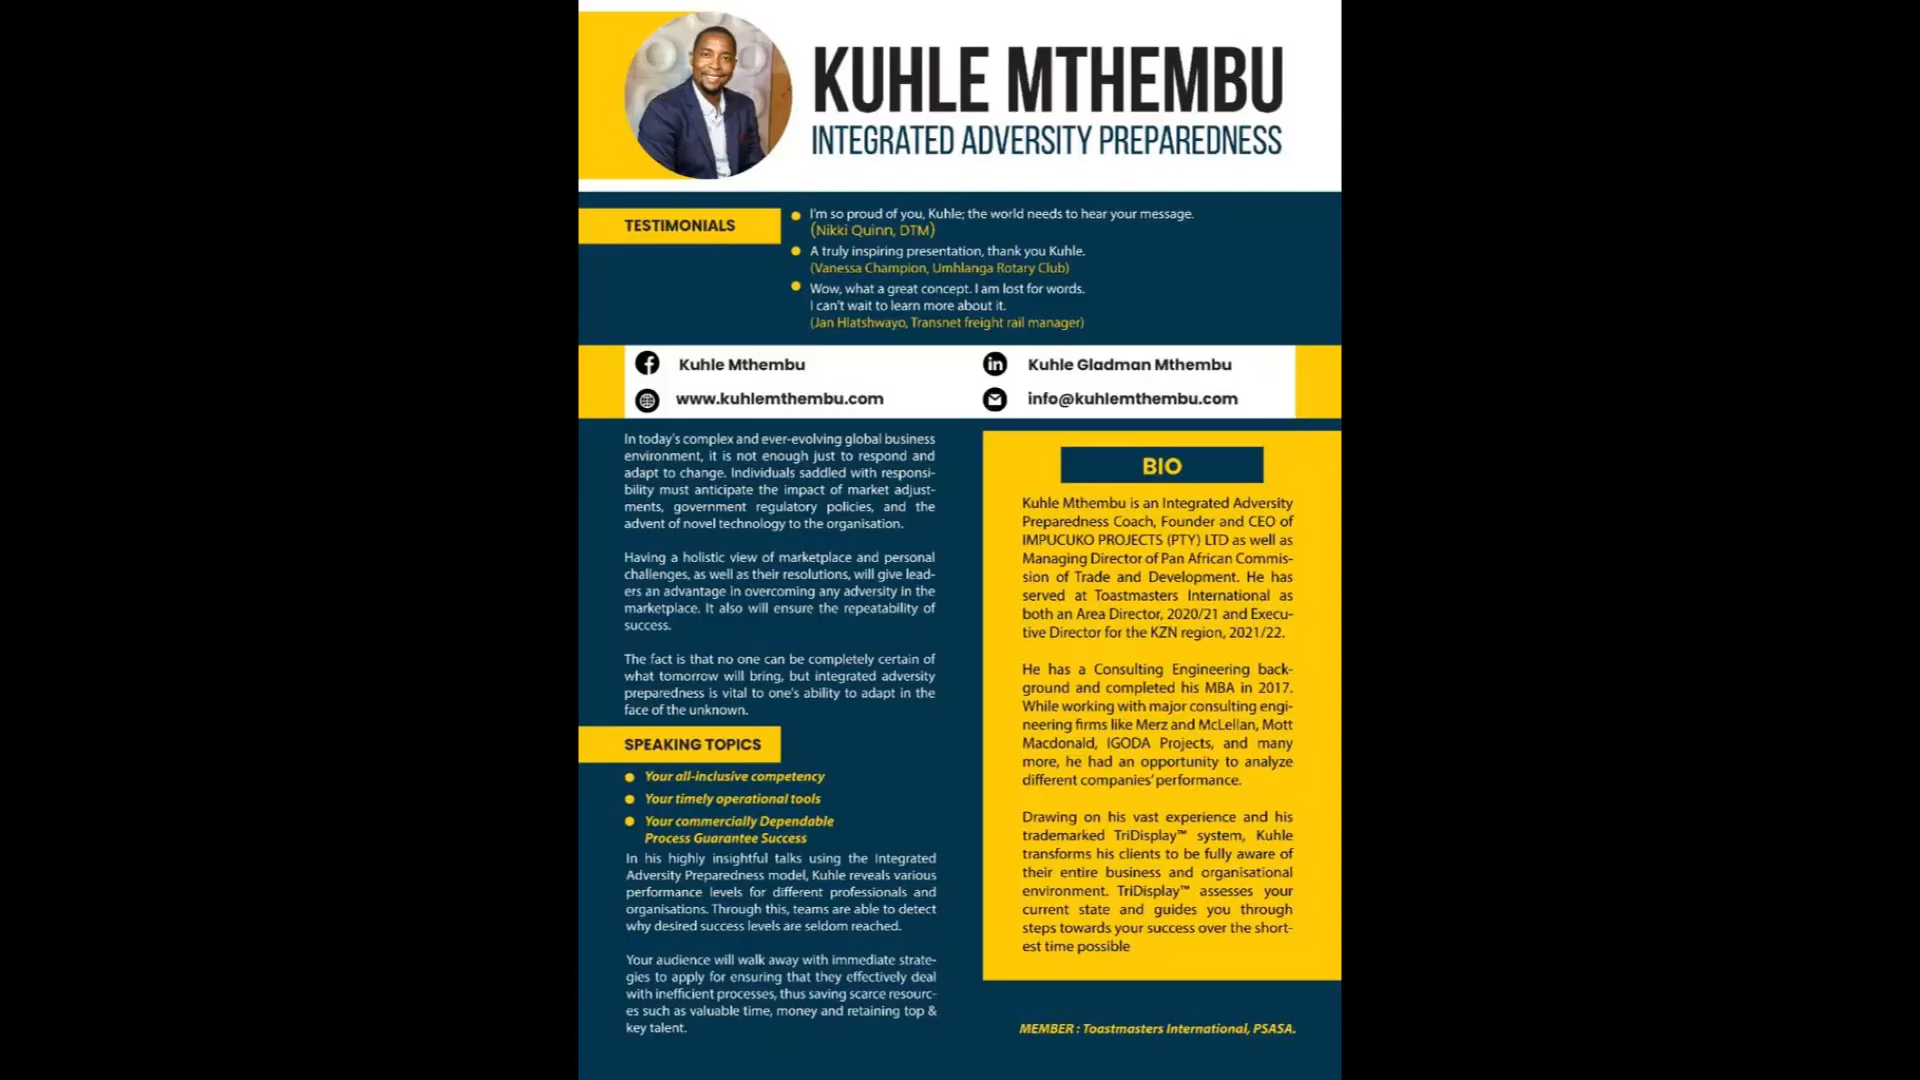 KUHLE MTHEMBU
INTEGRATED ADVERSITY PREPAREDNESS
TESTIMONIALS
I'm so proud of you, Kuhle; the world needs to hear your message.
(Nikki Quinn, DTM)
A truly inspiring presentation, thank you Kuhle.
(Vanessa Champion, Umhlanga Rotary Club)
Wow, what a great concept. I am lost for words.
I can't wait to learn more about it.
(Jan Hlatshwayo, Transnet freight rail manager)
Kuhle Mthembu
Kuhle Gladman Mthembu
www.kuhlemthembu.com
info@kuhlemthembu.com
In today's complex and ever-evolving global business
environment, it is not enough just to respond and
adapt to change. Individuals saddled with responsi-
bility must anticipate the impact of market adjust-
ments, government regulatory policies, and the
advent of novel technology to the organisation.
Having a holistic view of marketplace and personal
challenges, as well as their resolutions, will give lead-
ers an advantage in overcoming any adversity in the
marketplace. It also will ensure the repeatability of
success.
The fact is that no one can be completely certain of
what tomorrow will bring, but integrated adversity
preparedness is vital to one's ability to adapt in the
face of the unknown.
SPEAKING TOPICS
Your all-inclusive competency
Your timely operational tools
Your commercially Dependable
Process Guarantee Success
In his highly insightful talks using the Integrated
Adversity Preparedness model, Kuhle reveals various
performance levels for different professionals and
organisations. Through this, teams are able to detect
why desired success levels are seldom reached.
Your audience will walk away with immediate strate-
gies to apply for ensuring that they effectively deal
with inefficient processes, thus saving scarce resourc-
es such as valuable time, money and retaining top &
key talent.
BIO
Kuhle Mthembu is an Integrated Adversity
Preparedness Coach, Founder and CEO of
IMPUCUKO PROJECTS (PTY) LTD as well as
Managing Director of Pan African Commis-
sion of Trade and Development. He has
served at Toastmasters International as
both an Area Director, 2020/21 and Execu-
tive Director for the KZN region, 2021/22.
He has a Consulting Engineering back-
ground and completed his MBA in 2017.
While working with major consulting engi-
neering firms like Merz and McLellan, Mott
Macdonald, IGODA Projects, and many
more, he had an opportunity to analyze
different companies' performance.
Drawing on his vast experience and his
trademarked TriDisplay™ system, Kuhle
transforms his clients to be fully aware of
their entire business and organisational
environment. TriDisplay™ assesses your
current state and guides you through
steps towards your success over the short-
est time possible
MEMBER : Toastmasters International, PSASA.